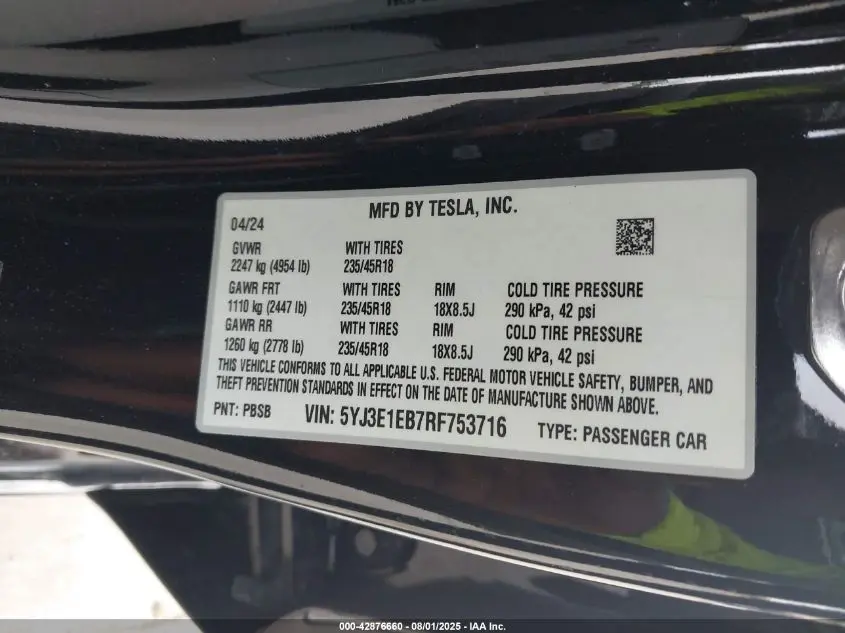 MFD BY TESLA, INC.
04/24
GVWR WITH TIRES
2247 kg (4954 lb) 235/45R18
GAWR FRT WITH TIRES RIM COLD TIRE PRESSURE
1110 kg (2447 lb) 235/45R18 18X8.5J 290 kPa, 42 psi
GAWR RR WITH TIRES RIM COLD TIRE PRESSURE
1260 kg (2778 lb) 235/45R18 18X8.5J 290 kPa, 42 psi
THIS VEHICLE CONFORMS TO ALL APPLICABLE U.S. FEDERAL MOTOR VEHICLE SAFETY, BUMPER, AND
THEFT PREVENTION STANDARDS IN EFFECT ON THE DATE OF MANUFACTURE SHOWN ABOVE.
PNT: PBSB VIN: 5YJ3E1EB7RF753716 TYPE: PASSENGER CAR
000-42876660 - 08/01/2025 - IAA Inc.